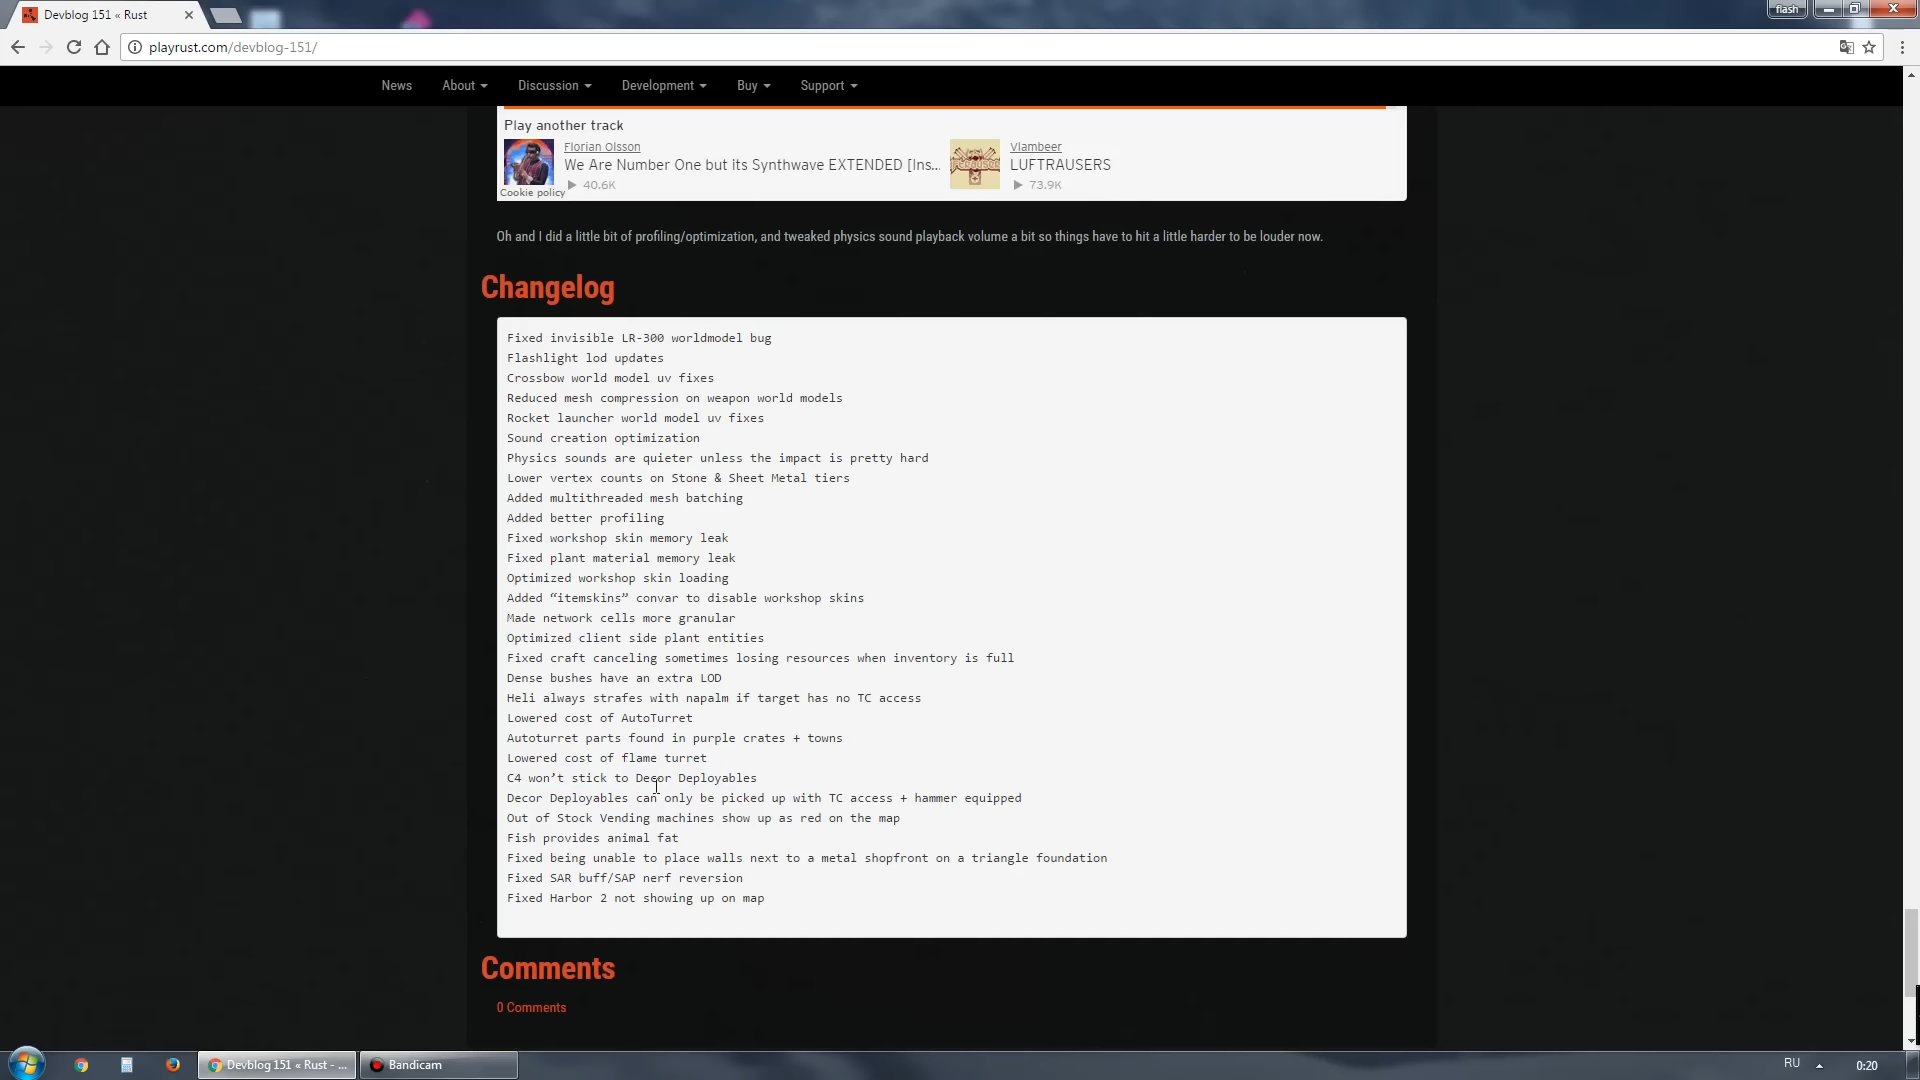 Devblog 151 « Rust
flash
playrust.com/devblog-151/
News About Discussion Development Buy Support
Play another track
Florian Olsson
We Are Number One but its Synthwave EXTENDED [Ins...
40.6K
Cookie policy
Vlambeer
LUFTRAUSERS
73.9K
Oh and I did a little bit of profiling/optimization, and tweaked physics sound playback volume a bit so things have to hit a little harder to be louder now.
Changelog
Fixed invisible LR-300 worldmodel bug
Flashlight lod updates
Crossbow world model uv fixes
Reduced mesh compression on weapon world models
Rocket launcher world model uv fixes
Sound creation optimization
Physics sounds are quieter unless the impact is pretty hard
Lower vertex counts on Stone & Sheet Metal tiers
Added multithreaded mesh batching
Added better profiling
Fixed workshop skin memory leak
Fixed plant material memory leak
Optimized workshop skin loading
Added “itemskins” convar to disable workshop skins
Made network cells more granular
Optimized client side plant entities
Fixed craft canceling sometimes losing resources when inventory is full
Dense bushes have an extra LOD
Heli always strafes with napalm if target has no TC access
Lowered cost of AutoTurret
Autoturret parts found in purple crates + towns
Lowered cost of flame turret
C4 won’t stick to Decor Deployables
Decor Deployables can only be picked up with TC access + hammer equipped
Out of Stock Vending machines show up as red on the map
Fish provides animal fat
Fixed being unable to place walls next to a metal shopfront on a triangle foundation
Fixed SAR buff/SAP nerf reversion
Fixed Harbor 2 not showing up on map
Comments
0 Comments
Devblog 151 « Rust - ...
Bandicam
RU
0:20